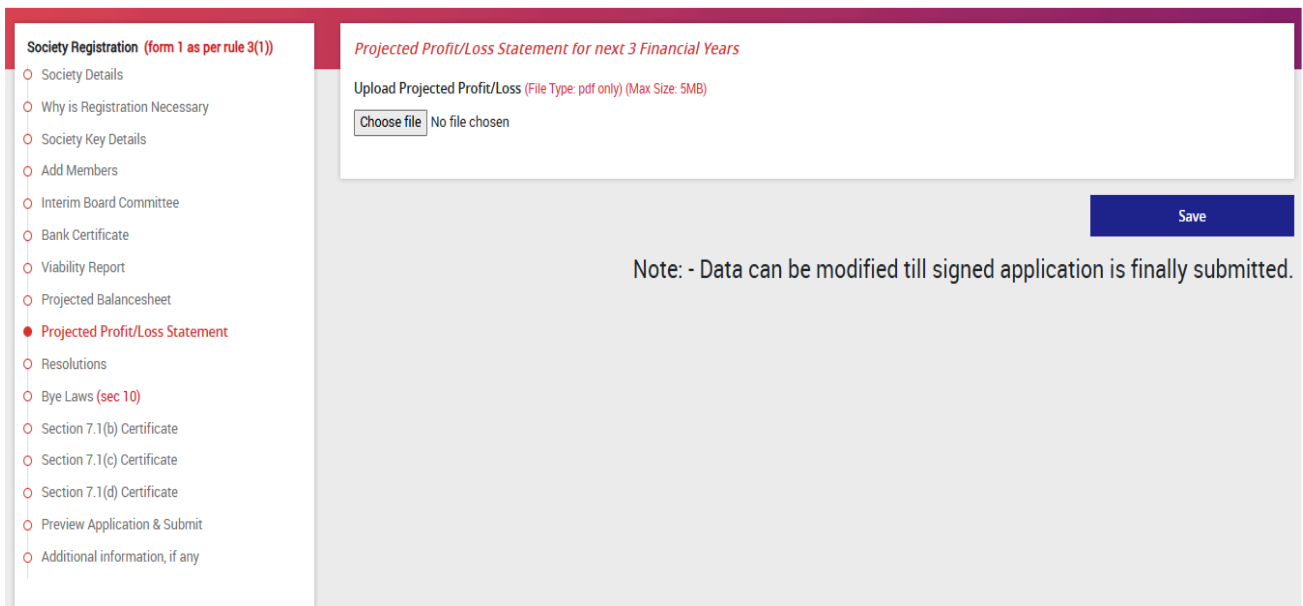 Society Registration (form 1 as per rule 3(1))
Society Details
Why is Registration Necessary
Society Key Details
Add Members
Interim Board Committee
Bank Certificate
Viability Report
Projected Balancesheet
Projected Profit/Loss Statement
Resolutions
Bye Laws (sec 10)
Section 7.1(b) Certificate
Section 7.1(c) Certificate
Section 7.1(d) Certificate
Preview Application & Submit
Additional information, if any
Projected Profit/Loss Statement for next 3 Financial Years
Upload Projected Profit/Loss (File Type: pdf only) (Max Size: 5MB)
Choose file No file chosen
Save
Note: - Data can be modified till signed application is finally submitted.